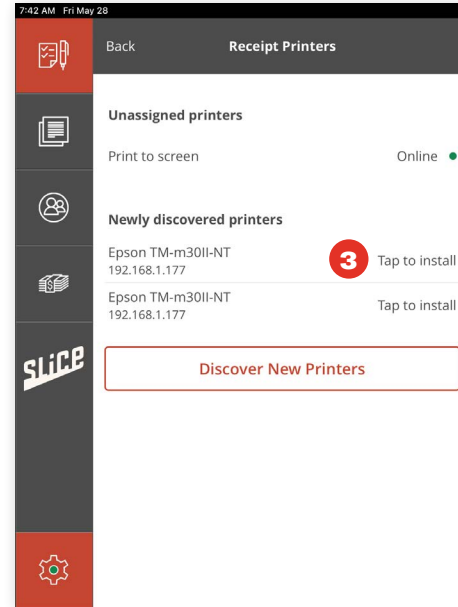 7:42 AM Fri May 28
Back Receipt Printers
Unassigned printers
Print to screen Online
Newly discovered printers
Epson TM-m30II-NT
192.168.1.177
3 Tap to install
Epson TM-m30II-NT
192.168.1.177
Tap to install
SLiCe
Discover New Printers